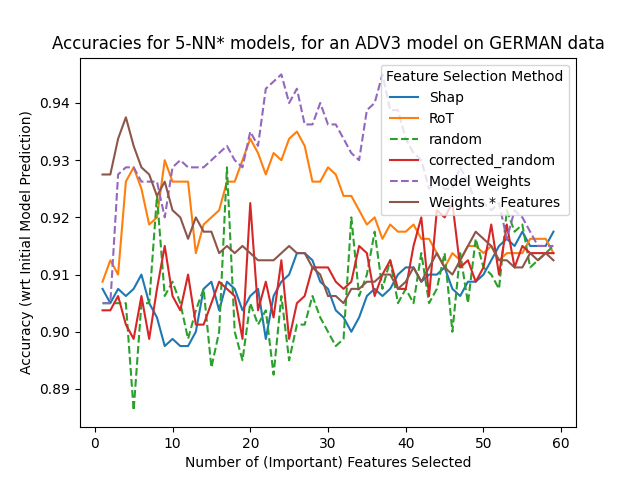 Accuracies for 5-NN* models, for an ADV3 model on GERMAN data
Feature Selection Method
Shap
RoT
random
corrected_random
Model Weights
Weights * Features
Accuracy (wrt Initial Model Prediction)
0.94
0.93
0.92
0.91
0.90
0.89
0 10 20 30 40 50 60
Number of (Important) Features Selected